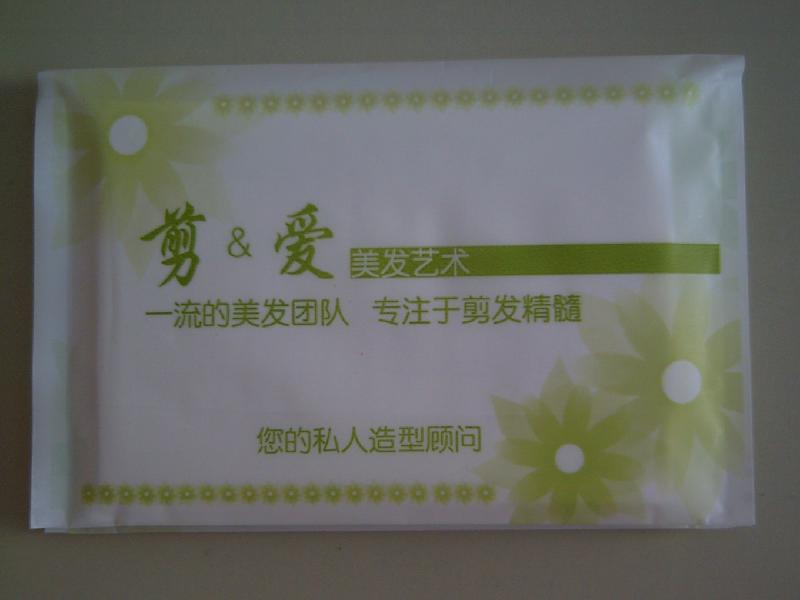 剪&爱 美发艺术
一流的美发团队 专注于剪发精髓
您的私人造型顾问